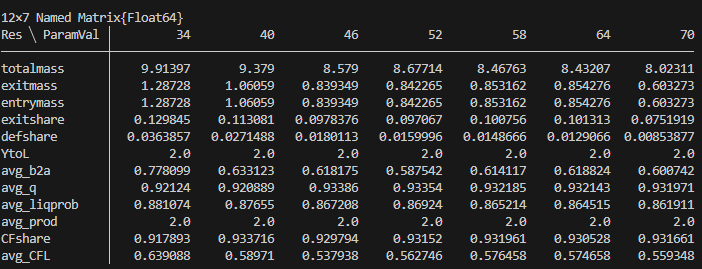 12×7 Named Matrix{Float64}
Res ╲ ParamVal │ 34 40 46 52 58 64 70
totalmass │ 9.91397 9.379 8.579 8.67714 8.46763 8.43207 8.02311
exitmass │ 1.28728 1.06059 0.839349 0.842265 0.853162 0.854276 0.603273
entrymass │ 1.28728 1.06059 0.839349 0.842265 0.853162 0.854276 0.603273
exitshare │ 0.129845 0.113081 0.0978376 0.097067 0.100756 0.101313 0.0751919
defshare │ 0.0363857 0.0271488 0.0180113 0.0159996 0.0148666 0.0129066 0.00853877
YtoL │ 2.0 2.0 2.0 2.0 2.0 2.0 2.0
avg_b2a │ 0.778099 0.633123 0.618175 0.587542 0.614117 0.618824 0.600742
avg_q │ 0.92124 0.920889 0.93386 0.93354 0.932185 0.932143 0.931971
avg_liqprob │ 0.881074 0.87655 0.867208 0.86924 0.865214 0.864515 0.861911
avg_prod │ 2.0 2.0 2.0 2.0 2.0 2.0 2.0
CFshare │ 0.917893 0.933716 0.929794 0.93152 0.931961 0.930528 0.931661
avg_CFL │ 0.639088 0.58971 0.537938 0.562746 0.576458 0.574658 0.559348